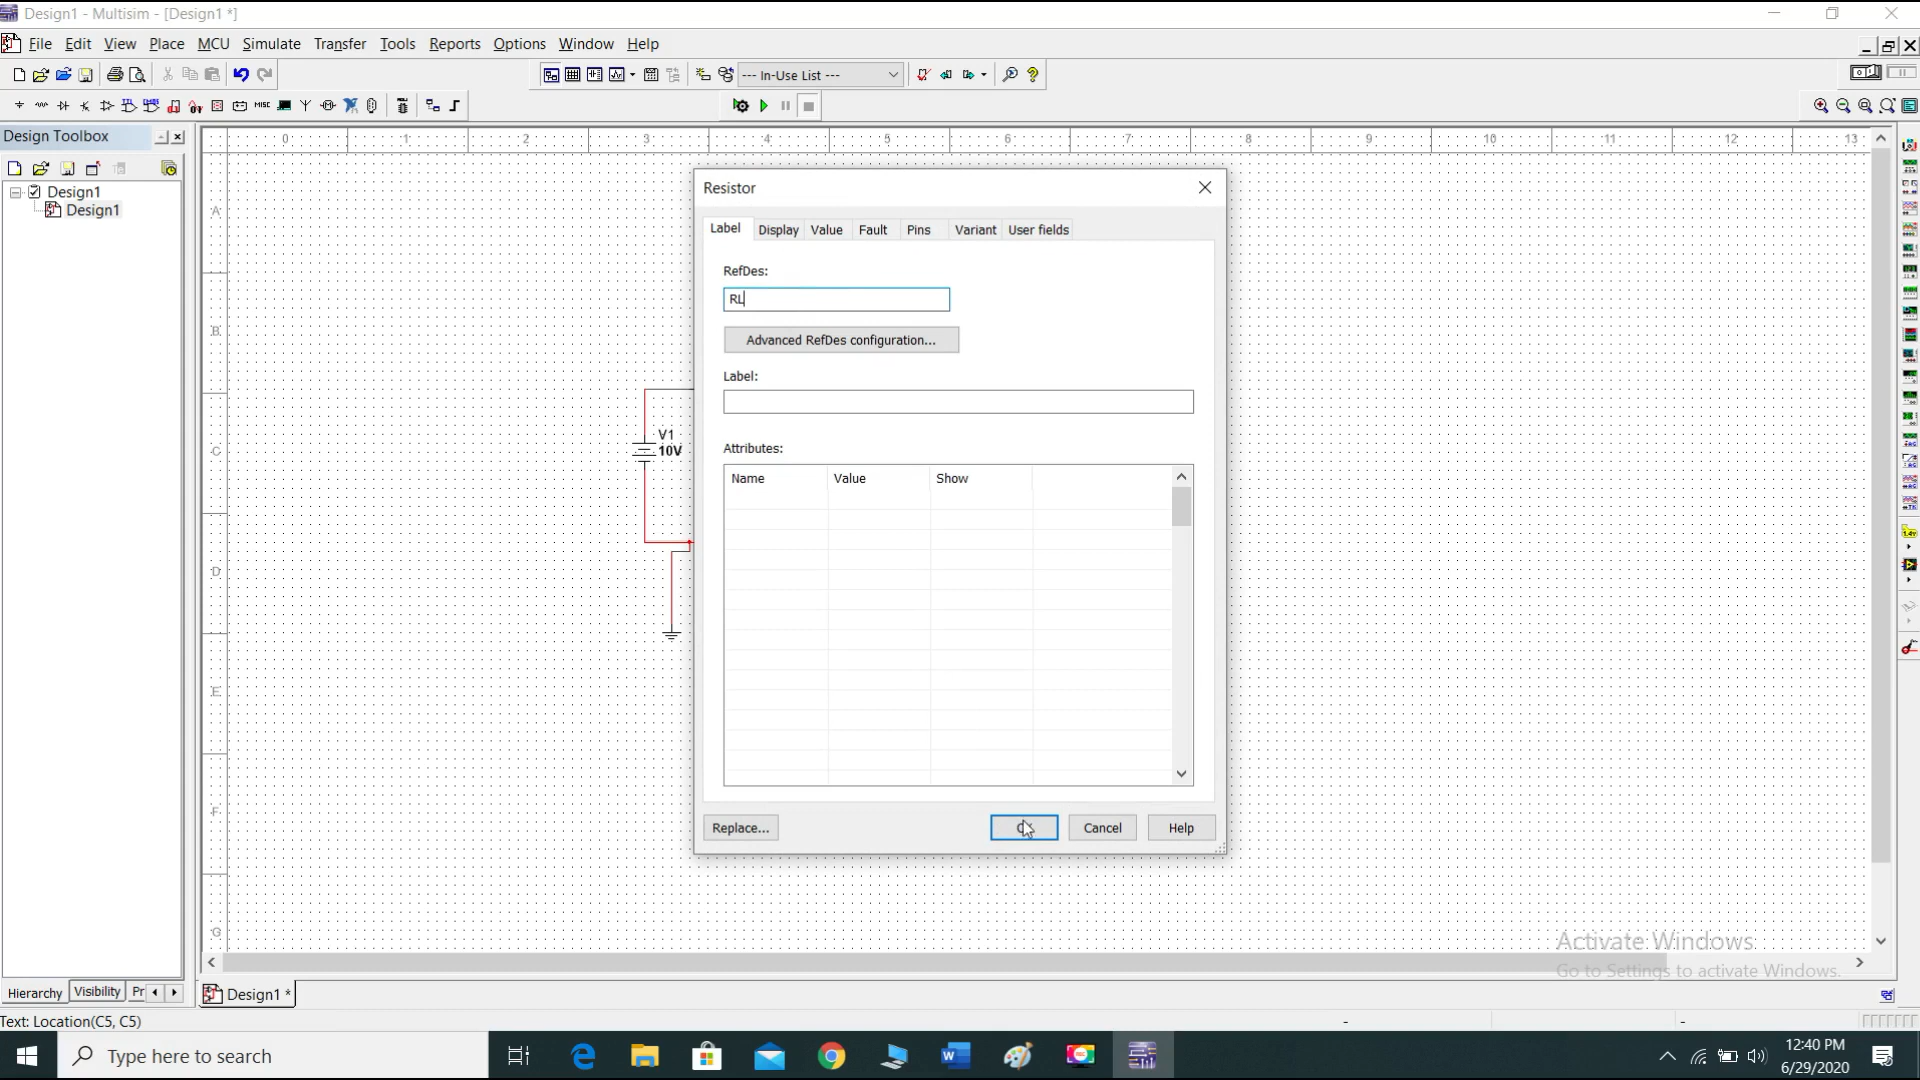 Design1 - Multisim - [Design1 *]
File Edit View Place MCU Simulate Transfer Tools Reports Options Window Help
--- In-Use List ---
Design Toolbox
Design1
Design1
0 1 2 3 4 5 6 7 8 9 10 11 12 13
A
B
C
D
E
F
G
V1
10V
Resistor
Label Display Value Fault Pins Variant User fields
RefDes:
RL
Advanced RefDes configuration...
Label:
Attributes:
Name Value Show
Replace... Cancel Help
Activate Windows
Go to Settings to activate Windows.
Hierarchy Visibility Pr
Design1 *
Text: Location(C5, C5)
- -
Type here to search
12:40 PM
6/29/2020